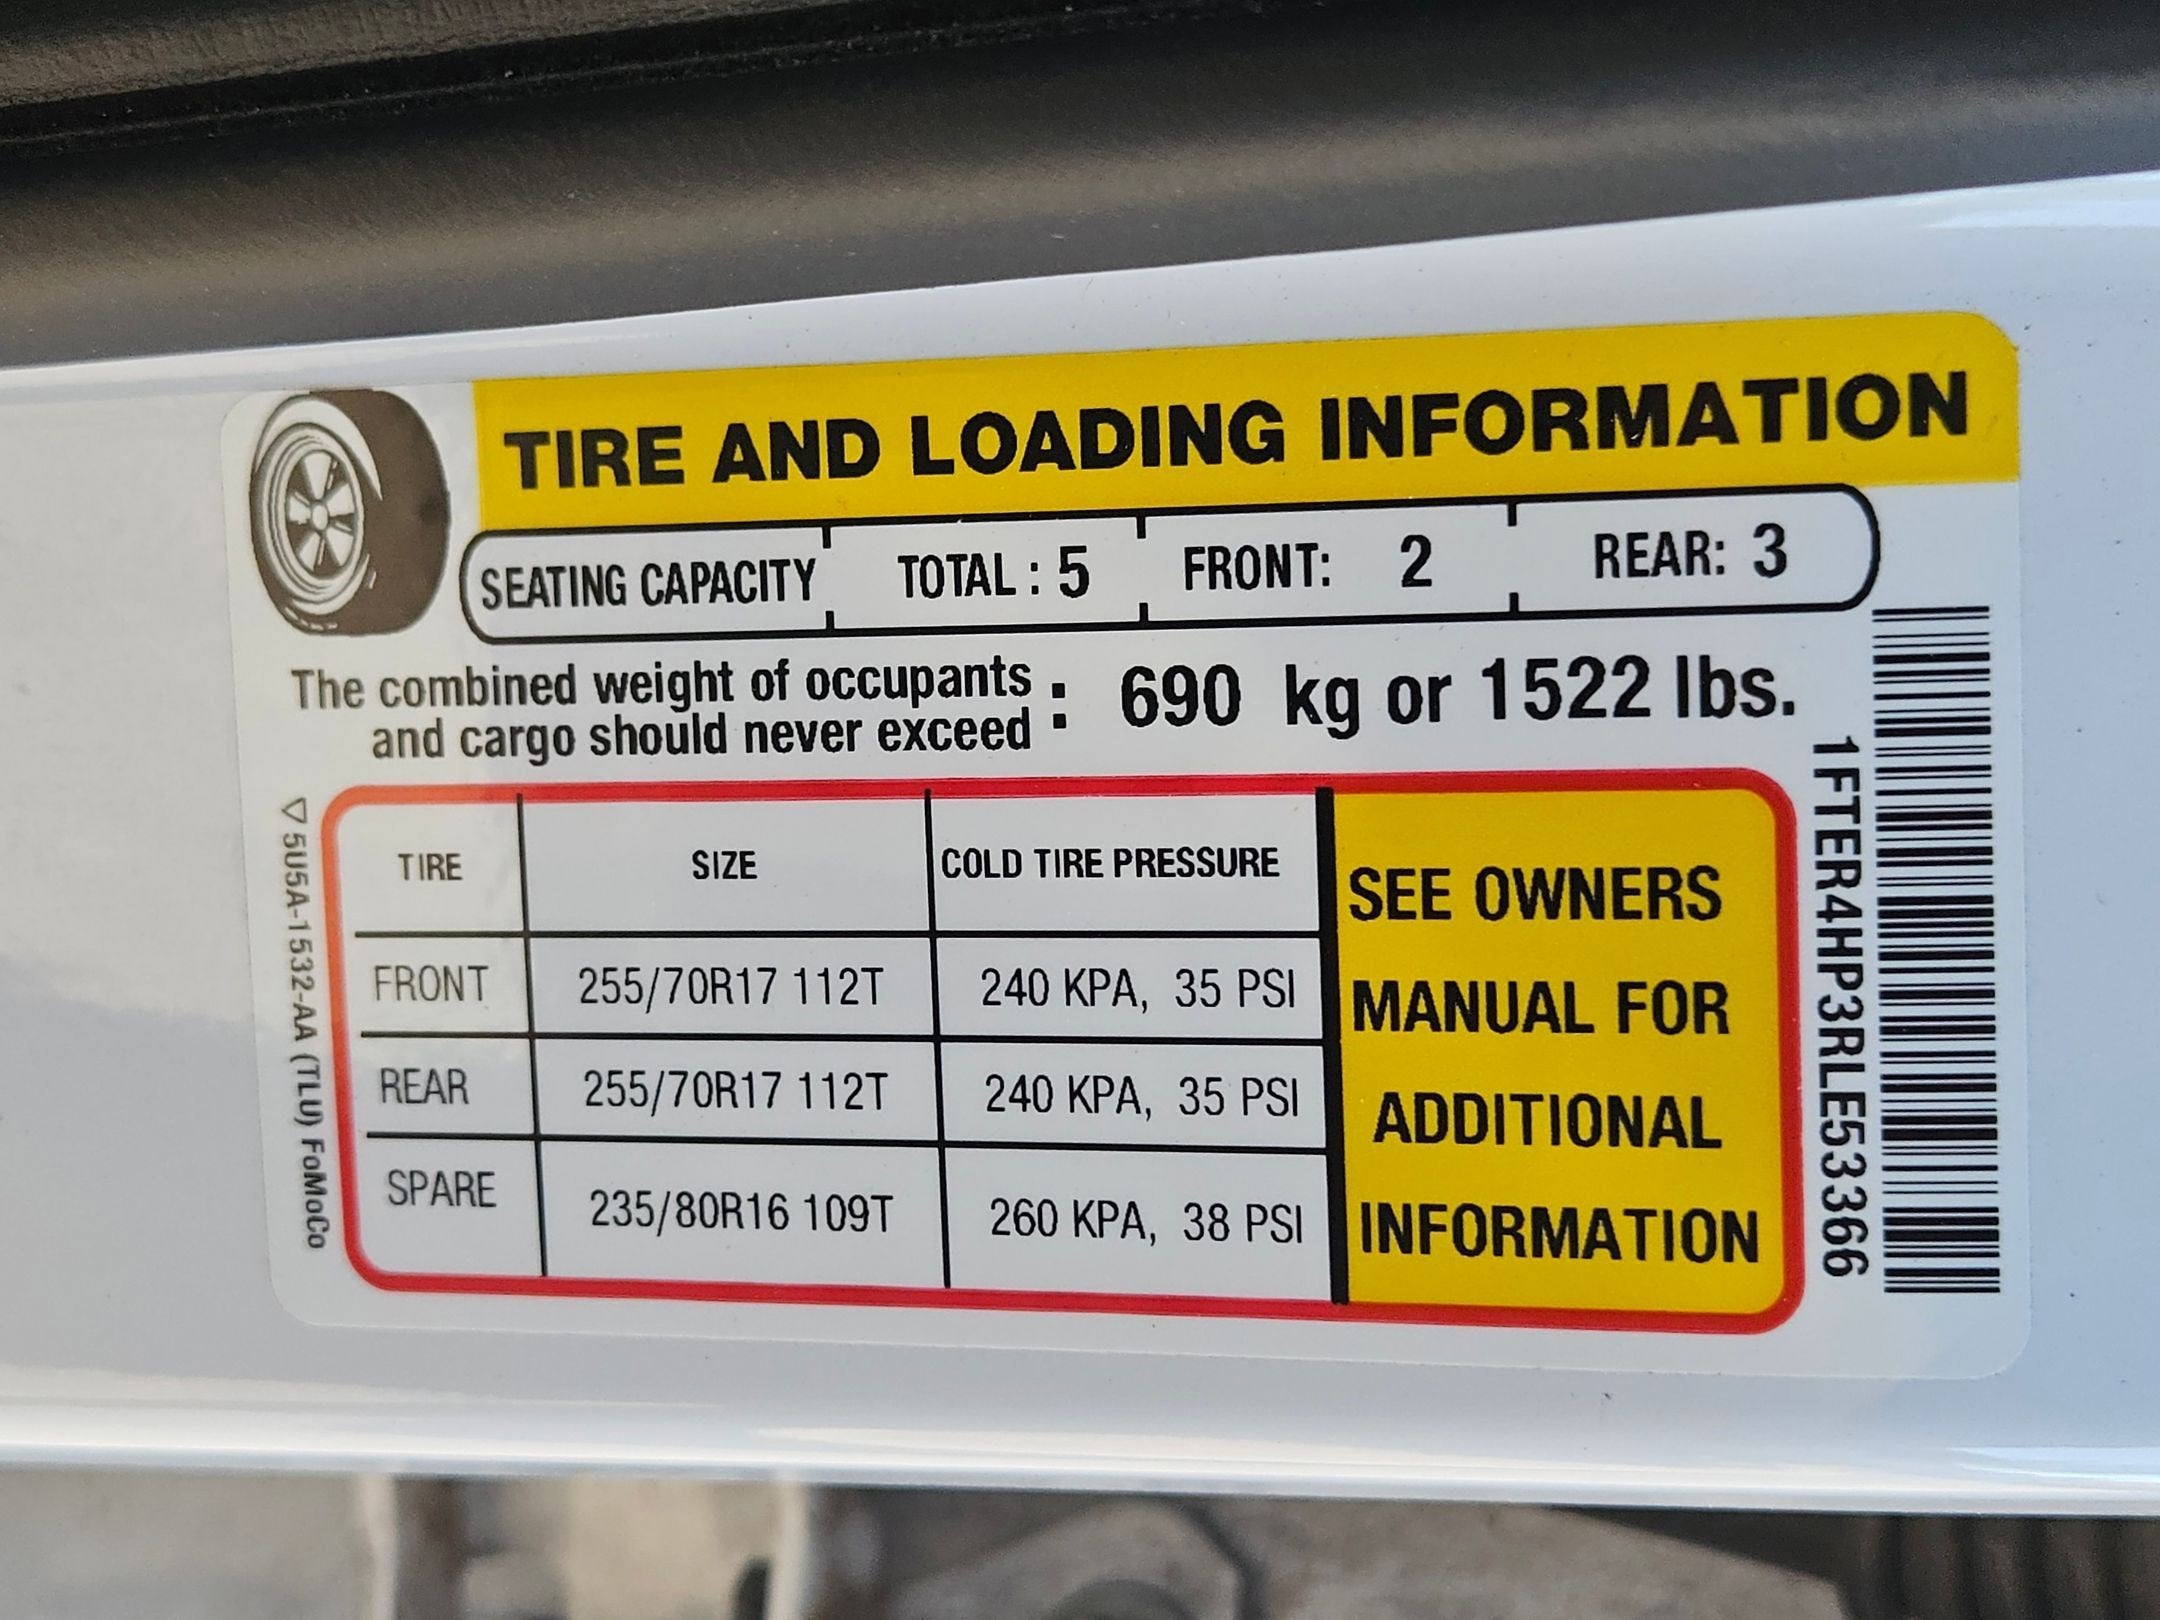 TIRE AND LOADING INFORMATION
SEATING CAPACITY TOTAL : 5 FRONT: 2 REAR: 3
The combined weight of occupants
and cargo should never exceed : 690 kg or 1522 lbs.
TIRE SIZE COLD TIRE PRESSURE
FRONT 255/70R17 112T 240 KPA, 35 PSI
REAR 255/70R17 112T 240 KPA, 35 PSI
SPARE 235/80R16 109T 260 KPA, 38 PSI
SEE OWNERS
MANUAL FOR
ADDITIONAL
INFORMATION
1FTER4HP3RLE53366
▽ 5U5A-1532-AA (TLU) FoMoCo